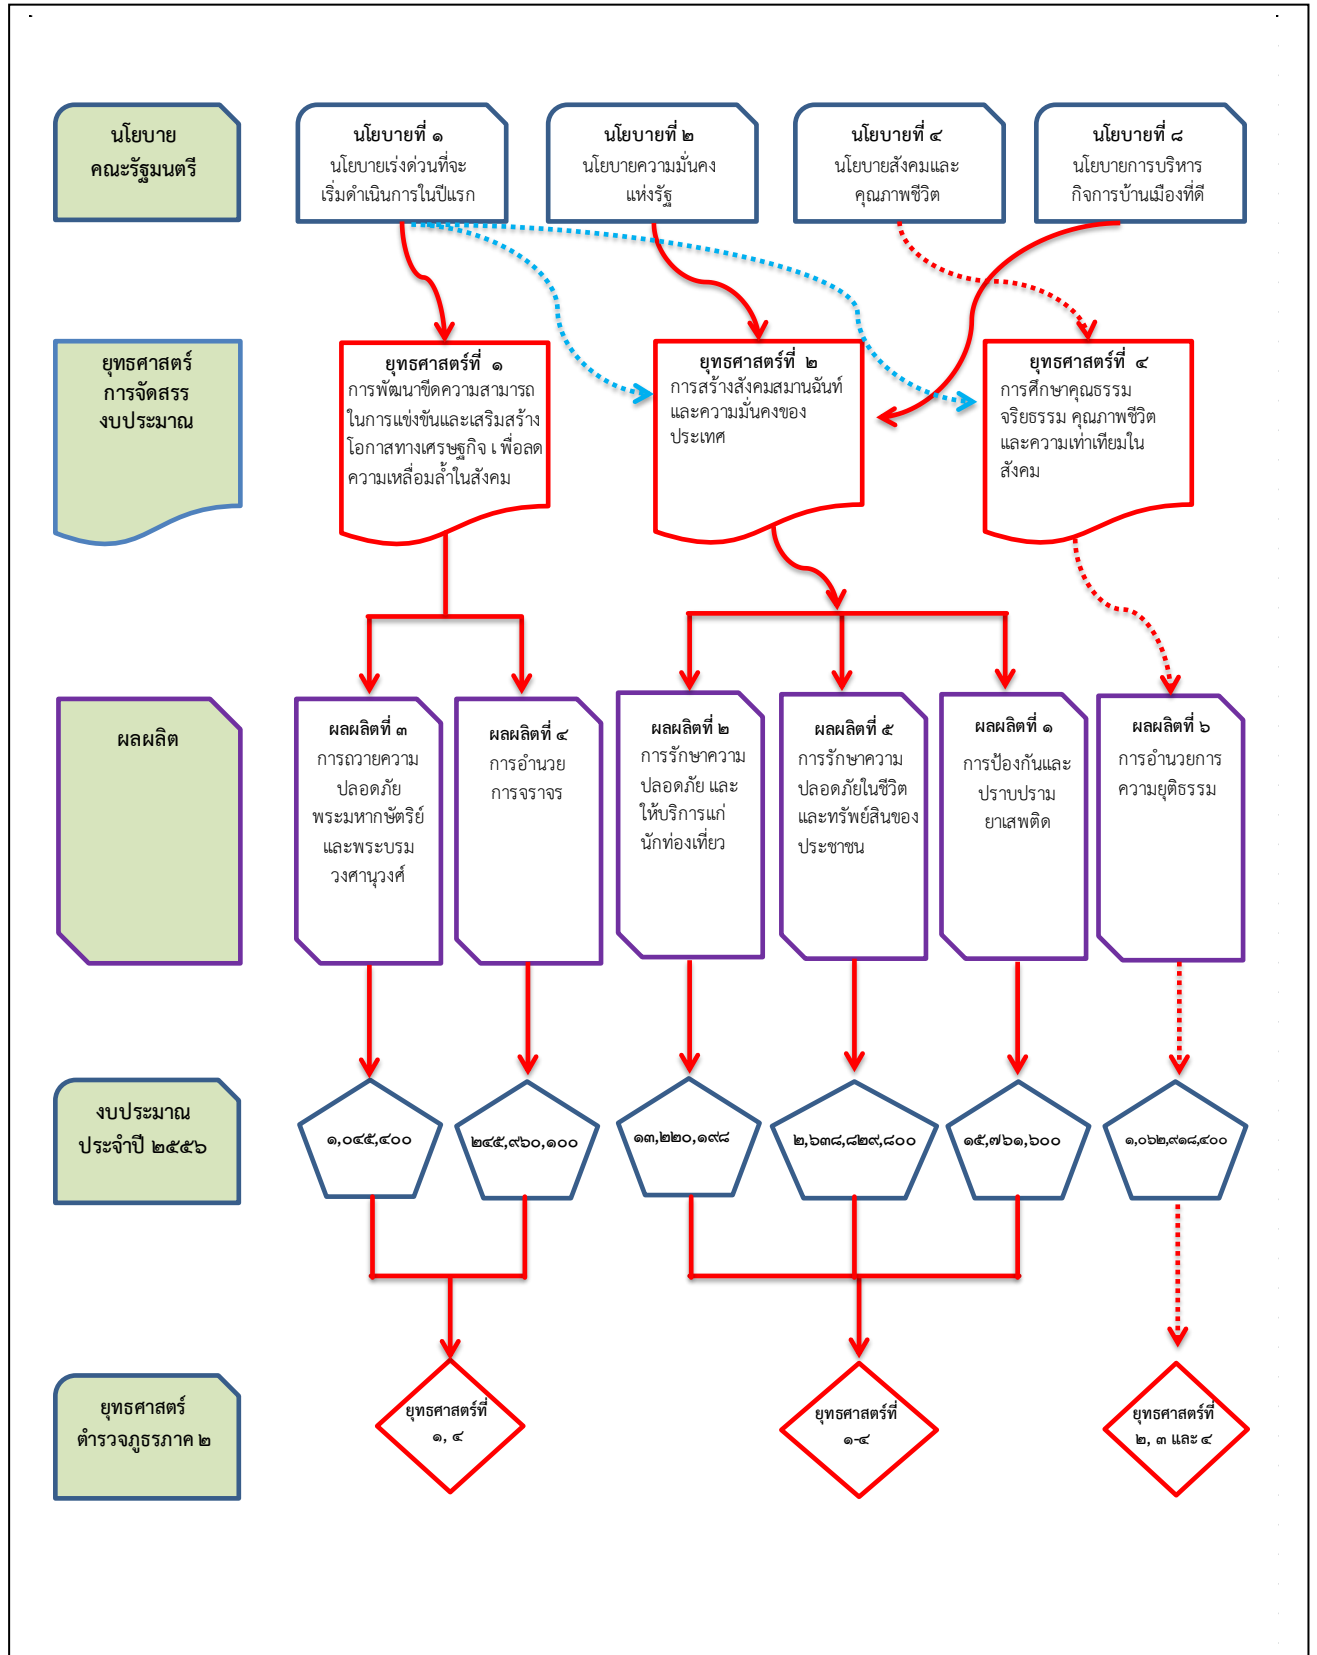 นโยบาย
คณะรัฐมนตรี
นโยบายที่ ๑
นโยบายเร่งด่วนที่จะ
เริ่มดำเนินการในปีแรก
นโยบายที่ ๒
นโยบายความมั่นคง
แห่งรัฐ
นโยบายที่ ๔
นโยบายสังคมและ
คุณภาพชีวิต
นโยบายที่ ๘
นโยบายการบริหาร
กิจการบ้านเมืองที่ดี
ยุทธศาสตร์
การจัดสรร
งบประมาณ
ยุทธศาสตร์ที่ ๑
การพัฒนาขีดความสามารถ
ในการแข่งขันและเสริมสร้าง
โอกาสทางเศรษฐกิจ เ พื่อลด
ความเหลื่อมล้ำในสังคม
ยุทธศาสตร์ที่ ๒
การสร้างสังคมสมานฉันท์
และความมั่นคงของ
ประเทศ
ยุทธศาสตร์ที่ ๔
การศึกษาคุณธรรม
จริยธรรม คุณภาพชีวิต
และความเท่าเทียมใน
สังคม
ผลผลิต
ผลผลิตที่ ๓
การถวายความ
ปลอดภัย
พระมหากษัตริย์
และพระบรม
วงศานุวงศ์
ผลผลิตที่ ๔
การอำนวย
การจราจร
ผลผลิตที่ ๒
การรักษาความ
ปลอดภัย และ
ให้บริการแก่
นักท่องเที่ยว
ผลผลิตที่ ๕
การรักษาความ
ปลอดภัยในชีวิต
และทรัพย์สินของ
ประชาชน
ผลผลิตที่ ๑
การป้องกันและ
ปราบปราม
ยาเสพติด
ผลผลิตที่ ๖
การอำนวยการ
ความยุติธรรม
งบประมาณ
ประจำปี ๒๕๕๖
๑,๐๔๕,๔๐๐
๒๔๕,๙๖๐,๑๐๐
๑๓,๒๒๐,๑๙๘
๒,๖๓๘,๘๒๙,๘๐๐
๑๕,๗๖๑,๖๐๐
๑,๐๖๒,๙๑๘,๔๐๐
ยุทธศาสตร์
ตำรวจภูธรภาค ๒
ยุทธศาสตร์ที่
๑, ๔
ยุทธศาสตร์ที่
๑-๔
ยุทธศาสตร์ที่
๒, ๓ และ ๔